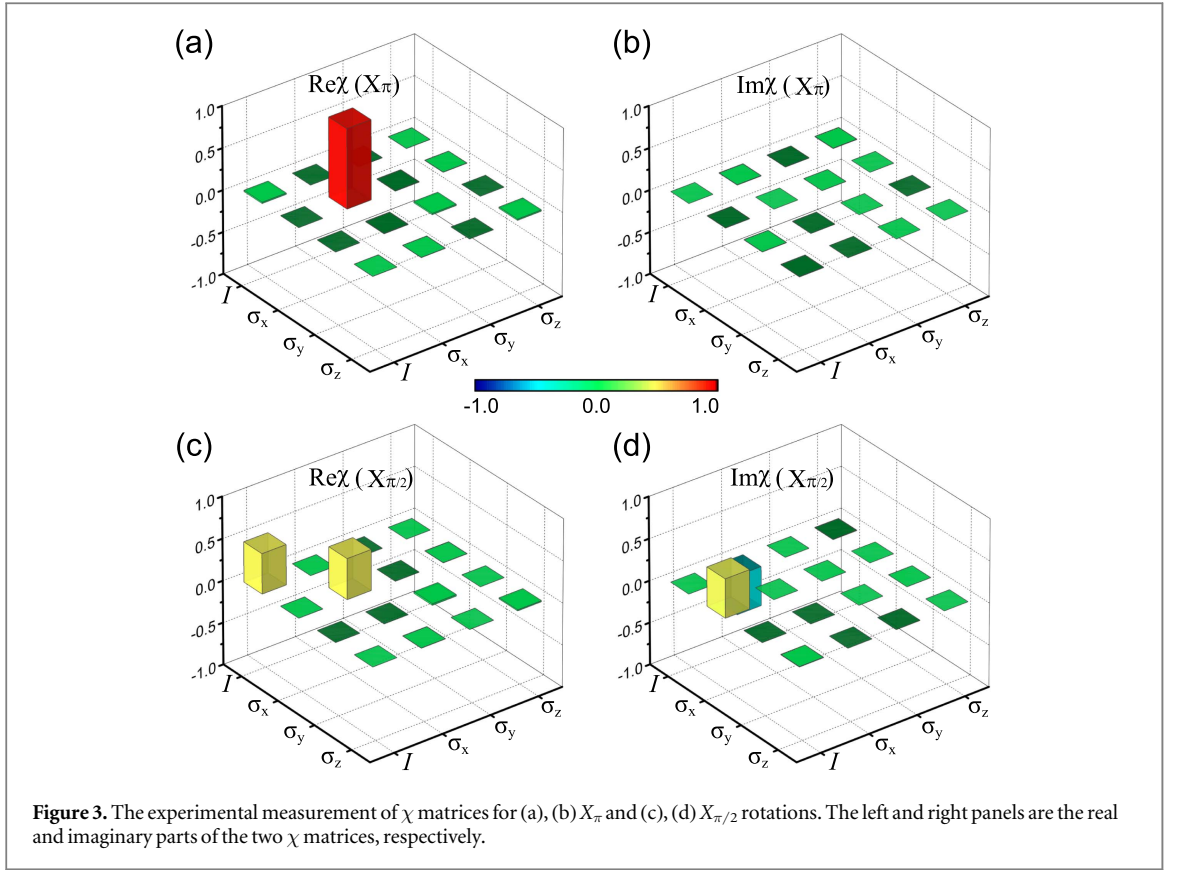 (a)
Reχ (Xπ)
1.0
0.5
0.0
-0.5
-1.0
I
σx
σy
σz
I
σx
σy
σz
(b)
Imχ ( Xπ)
1.0
0.5
0.0
-0.5
-1.0
I
σx
σy
σz
I
σx
σy
σz
-1.0 0.0 1.0
(c)
Reχ ( Xπ/2)
1.0
0.5
0.0
-0.5
-1.0
I
σx
σy
σz
I
σx
σy
σz
(d)
Imχ ( Xπ/2)
1.0
0.5
0.0
-0.5
-1.0
I
σx
σy
σz
I
σx
σy
σz
Figure 3. The experimental measurement of χ matrices for (a), (b) Xπ and (c), (d) Xπ/2 rotations. The left and right panels are the real
and imaginary parts of the two χ matrices, respectively.